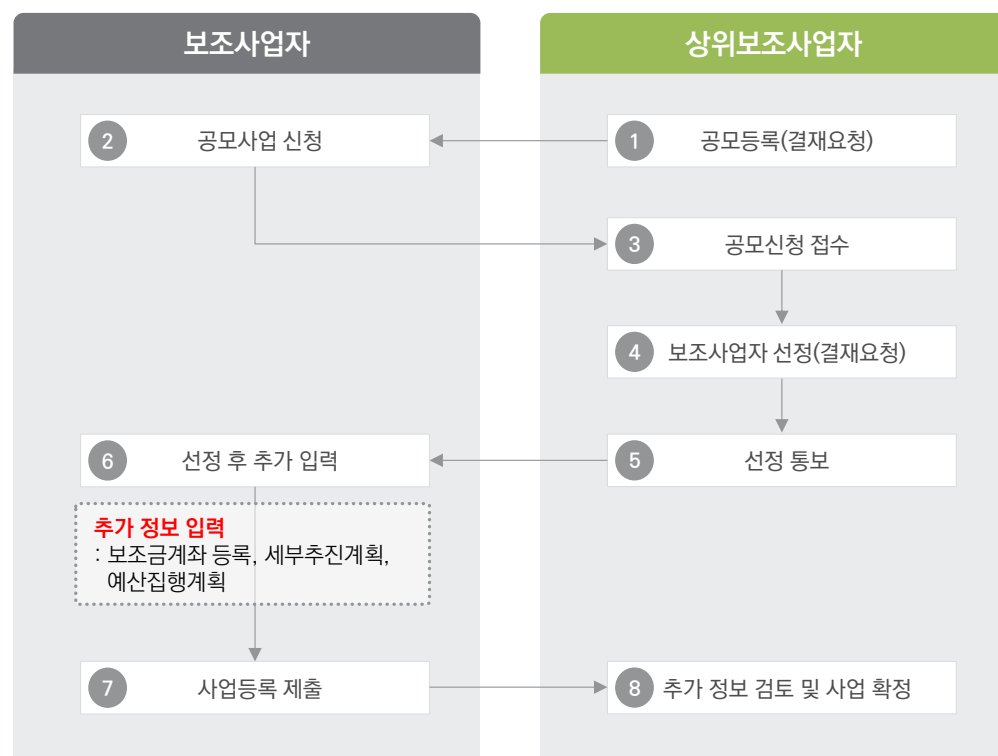 보조사업자
상위보조사업자
2 공모사업 신청
1 공모등록(결재요청)
3 공모신청 접수
4 보조사업자 선정(결재요청)
6 선정 후 추가 입력
5 선정 통보
추가 정보 입력
: 보조금계좌 등록, 세부추진계획,
예산집행계획
7 사업등록 제출
8 추가 정보 검토 및 사업 확정